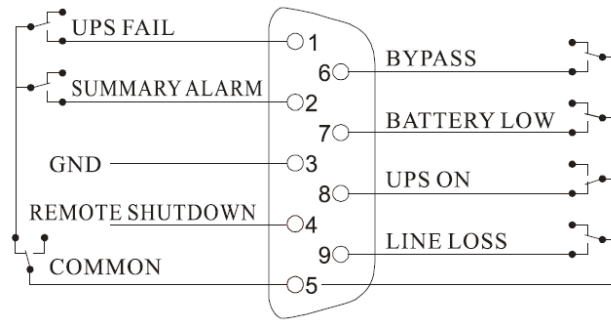 UPS FAIL
1
6
BYPASS
SUMMARY ALARM
2
7
BATTERY LOW
GND
3
8
UPS ON
REMOTE SHUTDOWN
4
9
LINE LOSS
COMMON
5